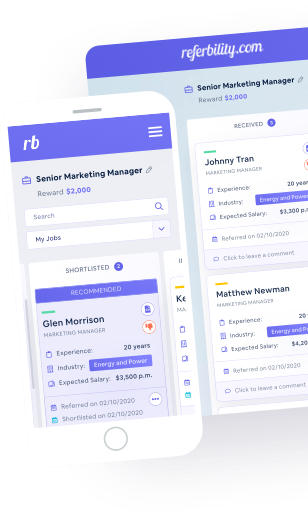 referbility.com
Senior Marketing Manager
Reward $2,000
RECEIVED 5
Johnny Tran
MARKETING MANAGER
Experience: 20 years
Industry: Energy and Power
Expected Salary: $3,300 p.m
Referred on 02/10/2020
Click to leave a comment
Matthew Newman
MARKETING MANAGER
Experience: 20
Industry: Energy and Po
Expected Salary: $4,20
Referred on 02/10/2020
Click to leave a comment
rb
Senior Marketing Manager
Reward $2,000
Search
My Jobs
SHORTLISTED 2
RECOMMENDED
Glen Morrison
MARKETING MANAGER
Experience: 20 years
Industry: Energy and Power
Expected Salary: $3,500 p.m.
Referred on 02/10/2020
Shortlisted on 02/10/2020
Ke
MARK